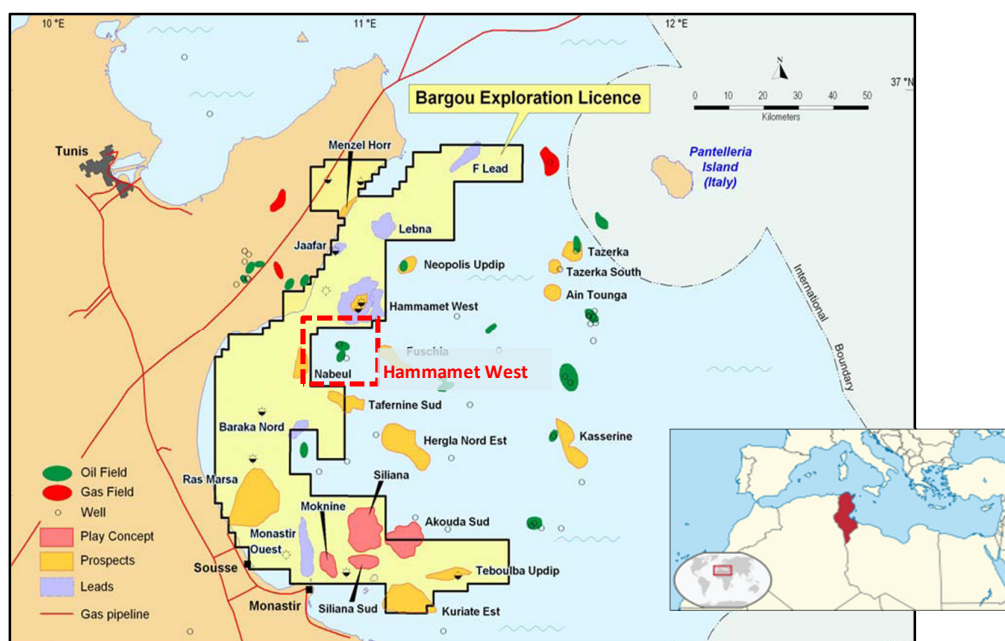 10 °E
11 °E
12 °E
37 °N
N
0 10 20 30 40 50
Kilometers
Bargou Exploration Licence
Tunis
Menzel Horr
F Lead
Pantelleria
Island
(Italy)
Lebna
Jaafar
Neopolis Updip
Tazerka
Tazerka South
Ain Tounga
Hammamet West
International
Boundary
Fuschia
Nabeul
Hammamet West
Tafernine Sud
Baraka Nord
Hergla Nord Est
Kasserine
Ras Marsa
Siliana
Moknine
Akouda Sud
Monastir
Ouest
Sousse
Teboulba Updip
Monastir
Siliana Sud
Kuriate Est
Oil Field
Gas Field
Well
Play Concept
Prospects
Leads
Gas pipeline